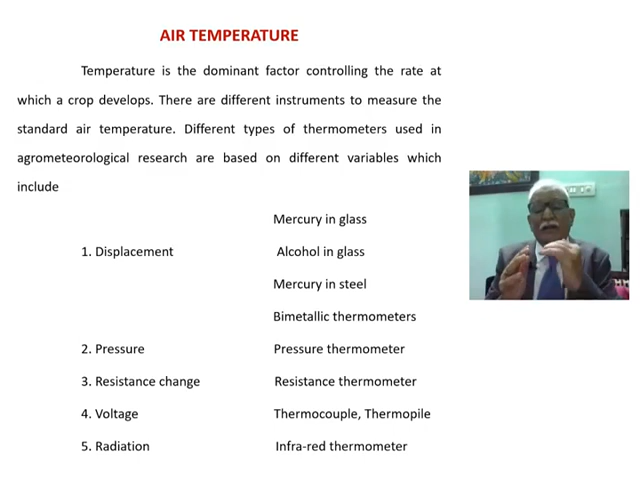 AIR TEMPERATURE
Temperature is the dominant factor controlling the rate at
which a crop develops. There are different instruments to measure the
standard air temperature. Different types of thermometers used in
agrometeorological research are based on different variables which
include
Mercury in glass
1. Displacement Alcohol in glass
Mercury in steel
Bimetallic thermometers
2. Pressure Pressure thermometer
3. Resistance change Resistance thermometer
4. Voltage Thermocouple, Thermopile
5. Radiation Infra-red thermometer